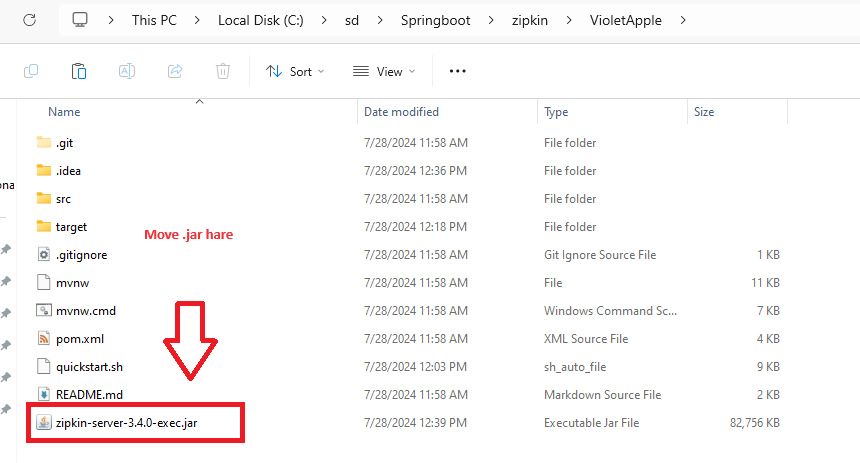 This PC > Local Disk (C:) > sd > Springboot > zipkin > VioletApple >
Sort View
Name Date modified Type Size
.git 7/28/2024 11:58 AM File folder
.idea 7/28/2024 12:36 PM File folder
src 7/28/2024 11:58 AM File folder
target 7/28/2024 12:18 PM File folder
Move .jar hare
.gitignore 7/28/2024 11:58 AM Git Ignore Source File 1 KB
mvnw 7/28/2024 11:58 AM File 11 KB
mvnw.cmd 7/28/2024 11:58 AM Windows Command Sc... 7 KB
pom.xml 7/28/2024 11:58 AM XML Source File 4 KB
quickstart.sh 7/28/2024 12:03 PM sh_auto_file 9 KB
README.md 7/28/2024 11:58 AM Markdown Source File 2 KB
zipkin-server-3.4.0-exec.jar 7/28/2024 12:39 PM Executable Jar File 82,756 KB